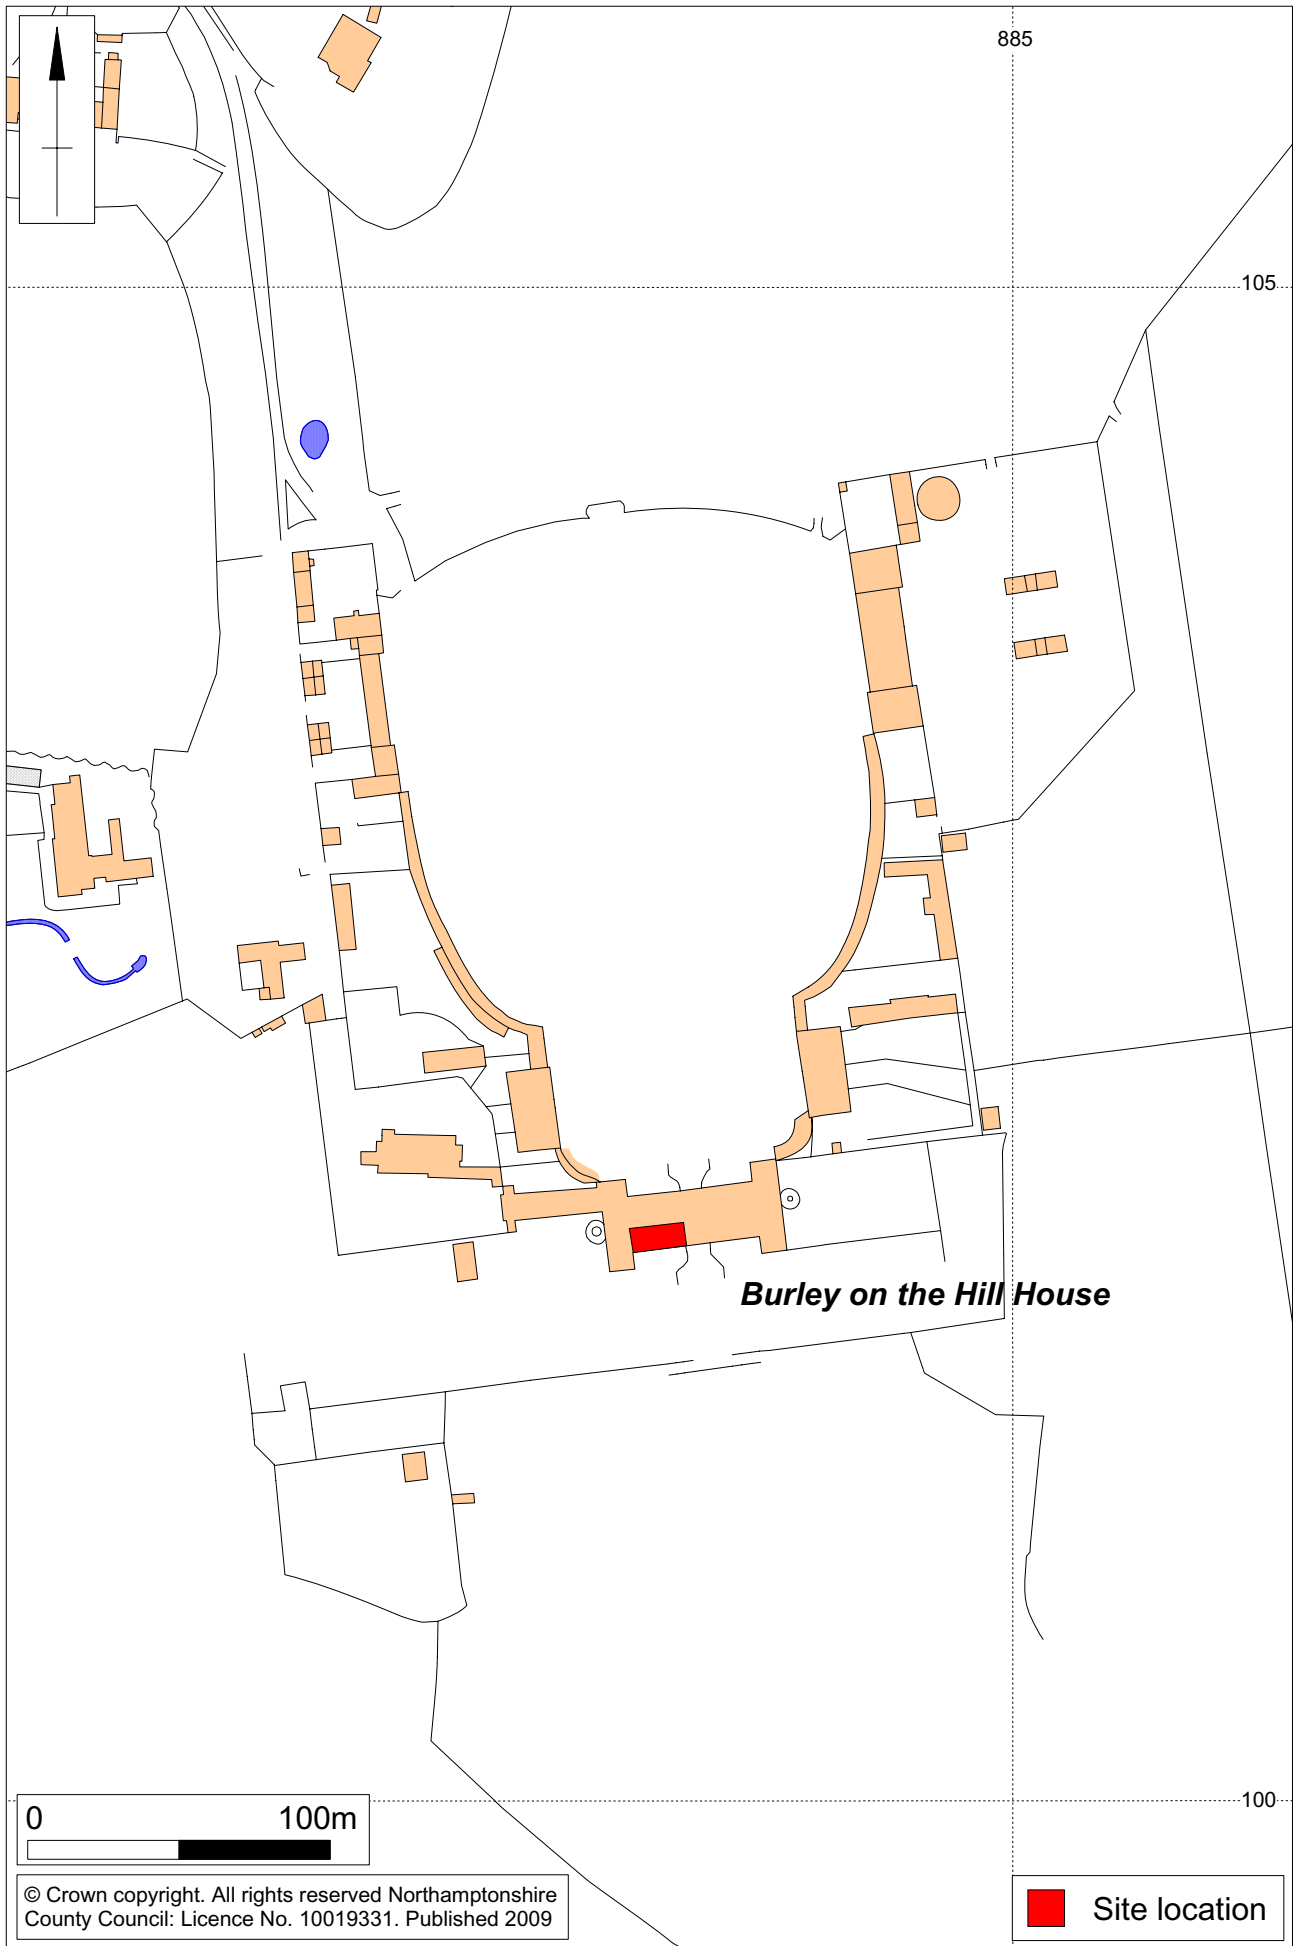 885
105
Burley on the Hill House
100
0 100m
© Crown copyright. All rights reserved Northamptonshire
County Council: Licence No. 10019331. Published 2009
Site location